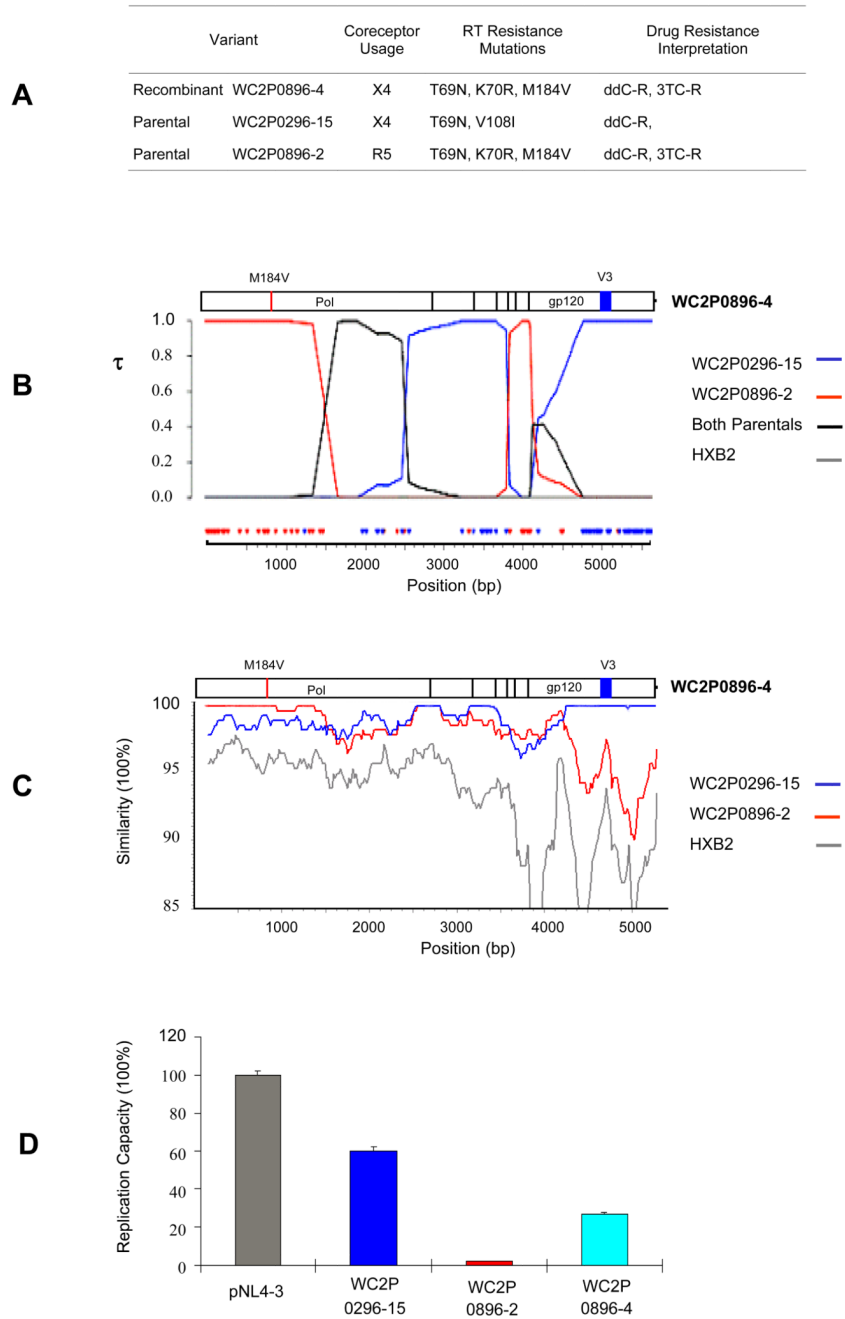 A
Variant
Coreceptor Usage
RT Resistance Mutations
Drug Resistance Interpretation
Recombinant WC2P0896-4 X4 T69N, K70R, M184V ddC-R, 3TC-R
Parental WC2P0296-15 X4 T69N, V108I ddC-R,
Parental WC2P0896-2 R5 T69N, K70R, M184V ddC-R, 3TC-R
B
M184V V3
Pol gp120 WC2P0896-4
τ
1.0
0.8
0.6
0.4
0.2
0.0
WC2P0296-15
WC2P0896-2
Both Parentals
HXB2
1000 2000 3000 4000 5000
Position (bp)
C
M184V V3
Pol gp120 WC2P0896-4
Similarity (100%)
100
95
90
85
WC2P0296-15
WC2P0896-2
HXB2
1000 2000 3000 4000 5000
Position (bp)
D
Replication Capacity (100%)
120
100
80
60
40
20
0
pNL4-3
WC2P 0296-15
WC2P 0896-2
WC2P 0896-4